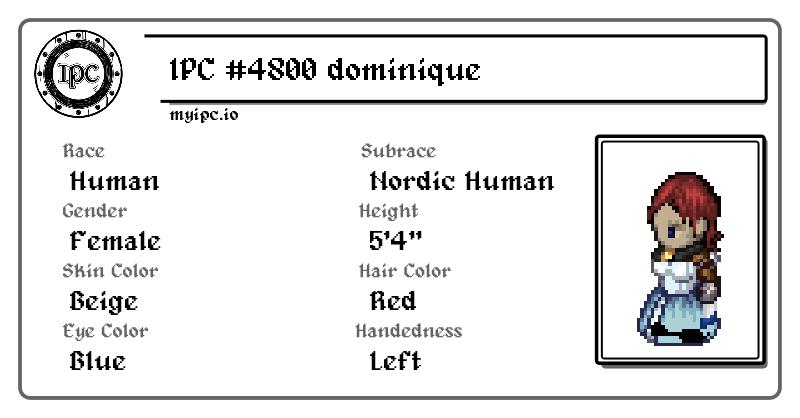 IPC
IPC #4800 dominique
myipc.io
Race
Human
Subrace
Nordic Human
Gender
Female
Height
5'4"
Skin Color
Beige
Hair Color
Red
Eye Color
Blue
Handedness
Left